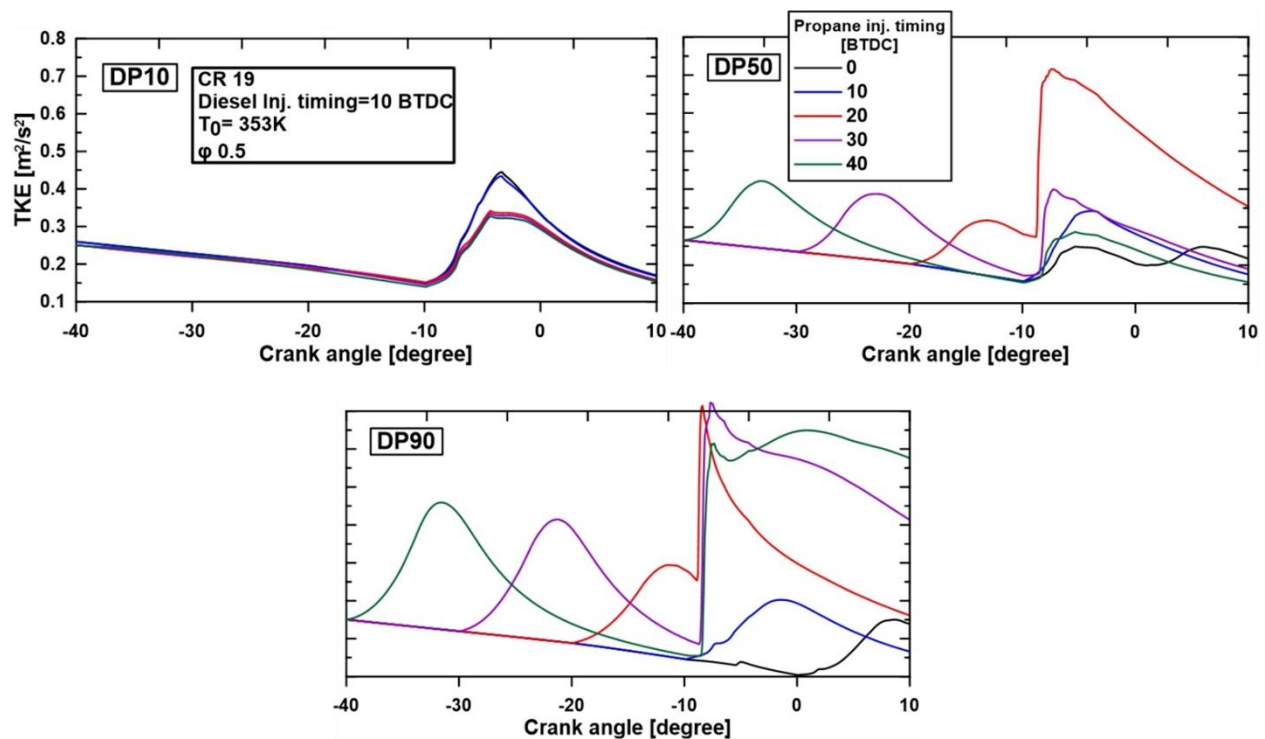 0.8
0.7
0.6
0.5
0.4
0.3
0.2
0.1
TKE [m²/s²]
DP10
CR 19
Diesel Inj. timing=10 BTDC
T₀= 353K
φ 0.5
-40 -30 -20 -10 0 10
Crank angle [degree]
DP50
Propane inj. timing
[BTDC]
0
10
20
30
40
-40 -30 -20 -10 0 10
Crank angle [degree]
DP90
-40 -30 -20 -10 0 10
Crank angle [degree]